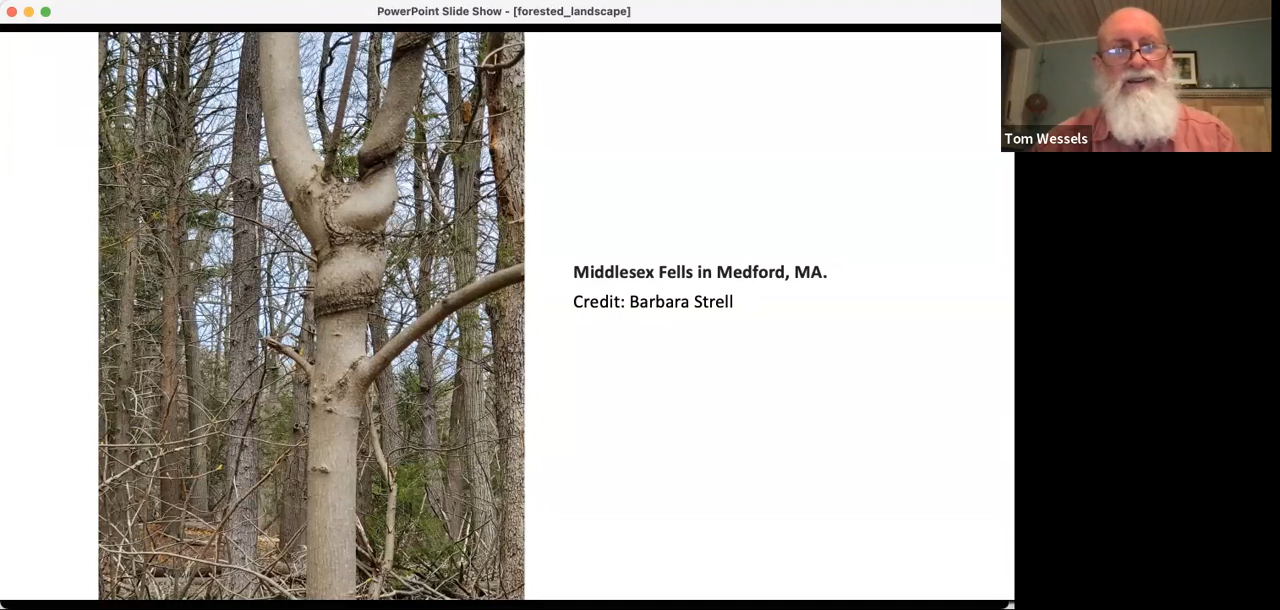 PowerPoint Slide Show - [forested_landscape]
Tom Wessels
Middlesex Fells in Medford, MA.
Credit: Barbara Strell